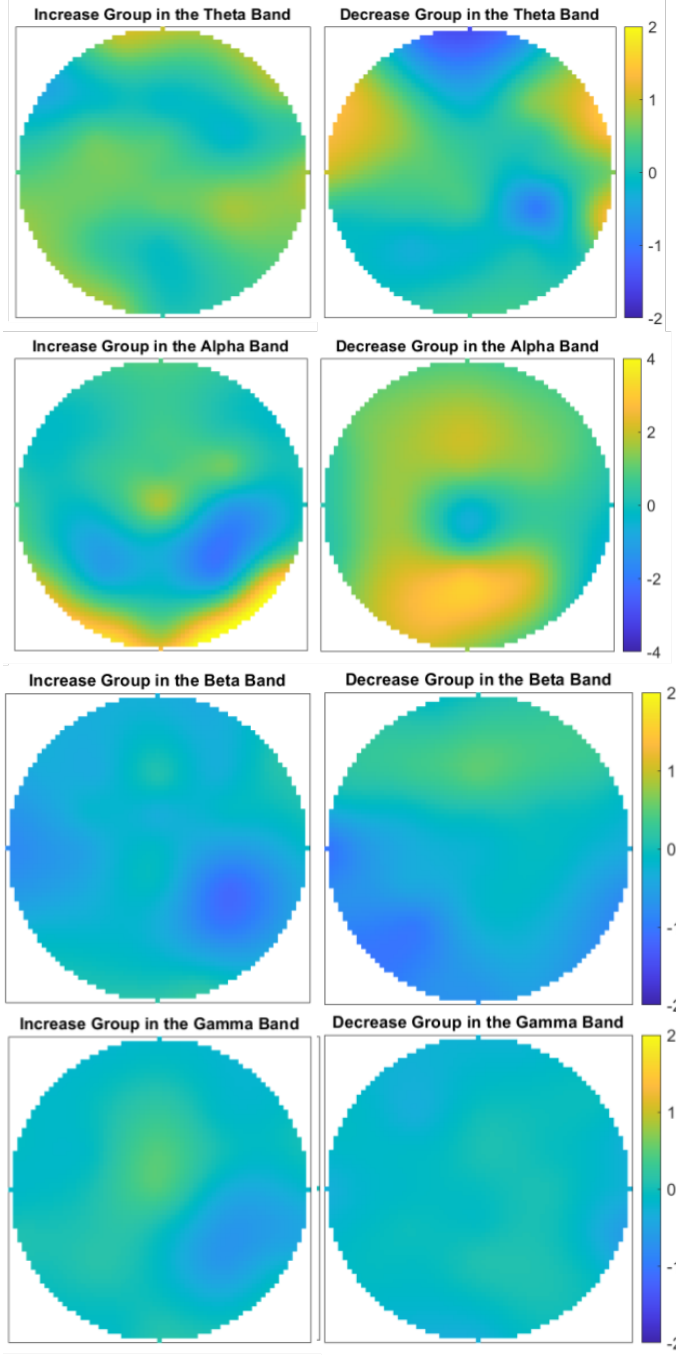 Increase Group in the Theta Band
Decrease Group in the Theta Band
2
1
0
-1
-2
Increase Group in the Alpha Band
Decrease Group in the Alpha Band
4
2
0
-2
-4
Increase Group in the Beta Band
Decrease Group in the Beta Band
2
1
0
-1
-2
Increase Group in the Gamma Band
Decrease Group in the Gamma Band
2
1
0
-1
-2